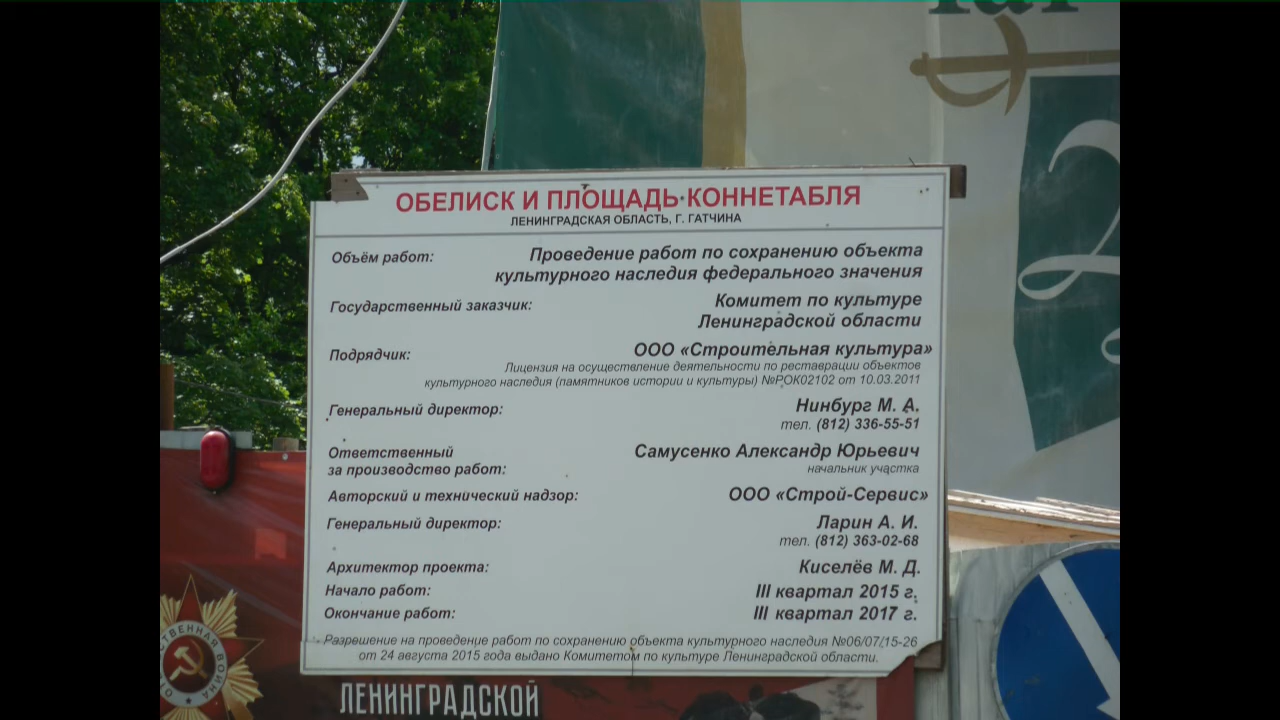 ОБЕЛИСК И ПЛОЩАДЬ КОННЕТАБЛЯ
ЛЕНИНГРАДСКАЯ ОБЛАСТЬ, Г. ГАТЧИНА
Объём работ: Проведение работ по сохранению объекта
культурного наследия федерального значения
Государственный заказчик: Комитет по культуре
Ленинградской области
Подрядчик: ООО «Строительная культура»
Лицензия на осуществление деятельности по реставрации объектов
культурного наследия (памятников истории и культуры) №РОК02102 от 10.03.2011
Генеральный директор: Нинбург М. А.
тел. (812) 336-55-51
Ответственный
за производство работ: Самусенко Александр Юрьевич
начальник участка
Авторский и технический надзор: ООО «Строй-Сервис»
Генеральный директор: Ларин А. И.
тел. (812) 363-02-68
Архитектор проекта: Киселёв М. Д.
Начало работ: III квартал 2015 г.
Окончание работ: III квартал 2017 г.
Разрешение на проведение работ по сохранению объекта культурного наследия №06/07/15-26
от 24 августа 2015 года выдано Комитетом по культуре Ленинградской области.
ЛЕНИНГРАДСКОЙ